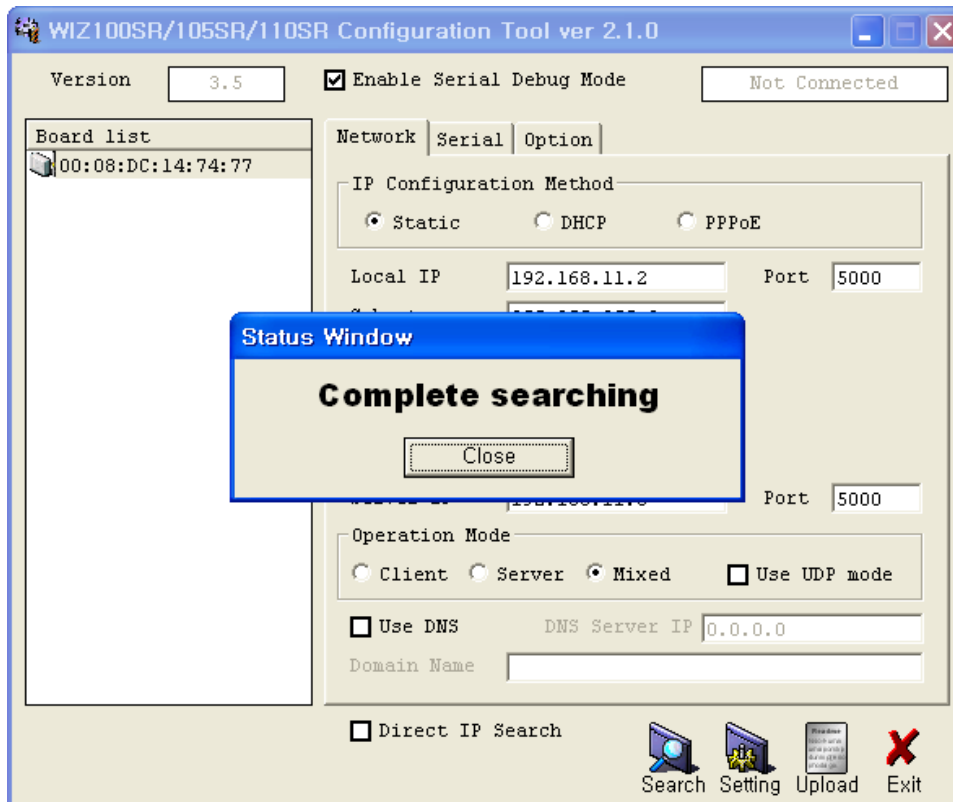 WIZ100SR/105SR/110SR Configuration Tool ver 2.1.0
Version 3.5 Enable Serial Debug Mode Not Connected
Board list
00:08:DC:14:74:77
Network Serial Option
IP Configuration Method
Static DHCP PPPoE
Local IP 192.168.11.2 Port 5000
Status Window
Complete searching
Close
Port 5000
Operation Mode
Client Server Mixed Use UDP mode
Use DNS DNS Server IP 0.0.0.0
Domain Name
Direct IP Search
Search Setting Upload Exit